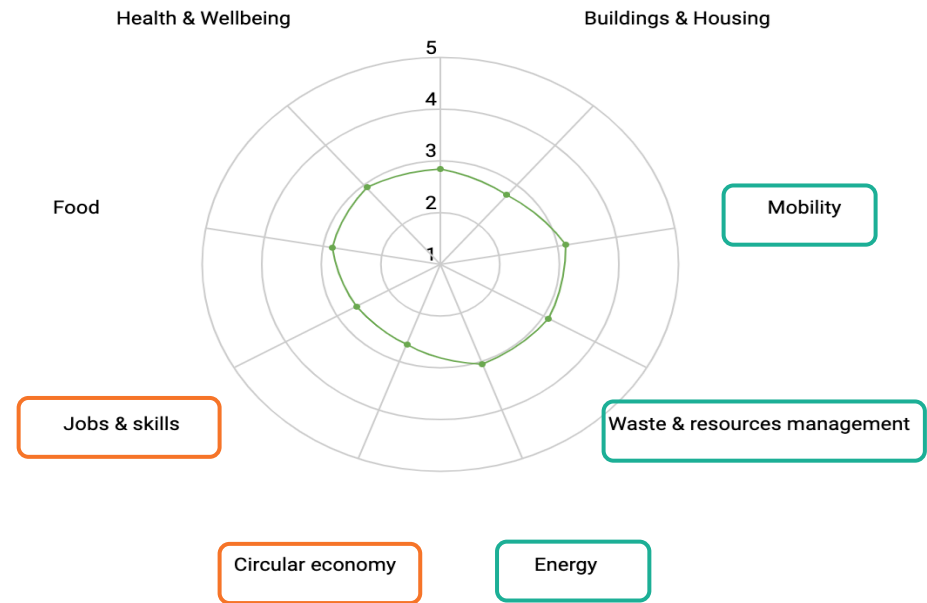 Health & Wellbeing
Buildings & Housing
5
4
3
2
1
Food
Mobility
Jobs & skills
Waste & resources management
Circular economy
Energy